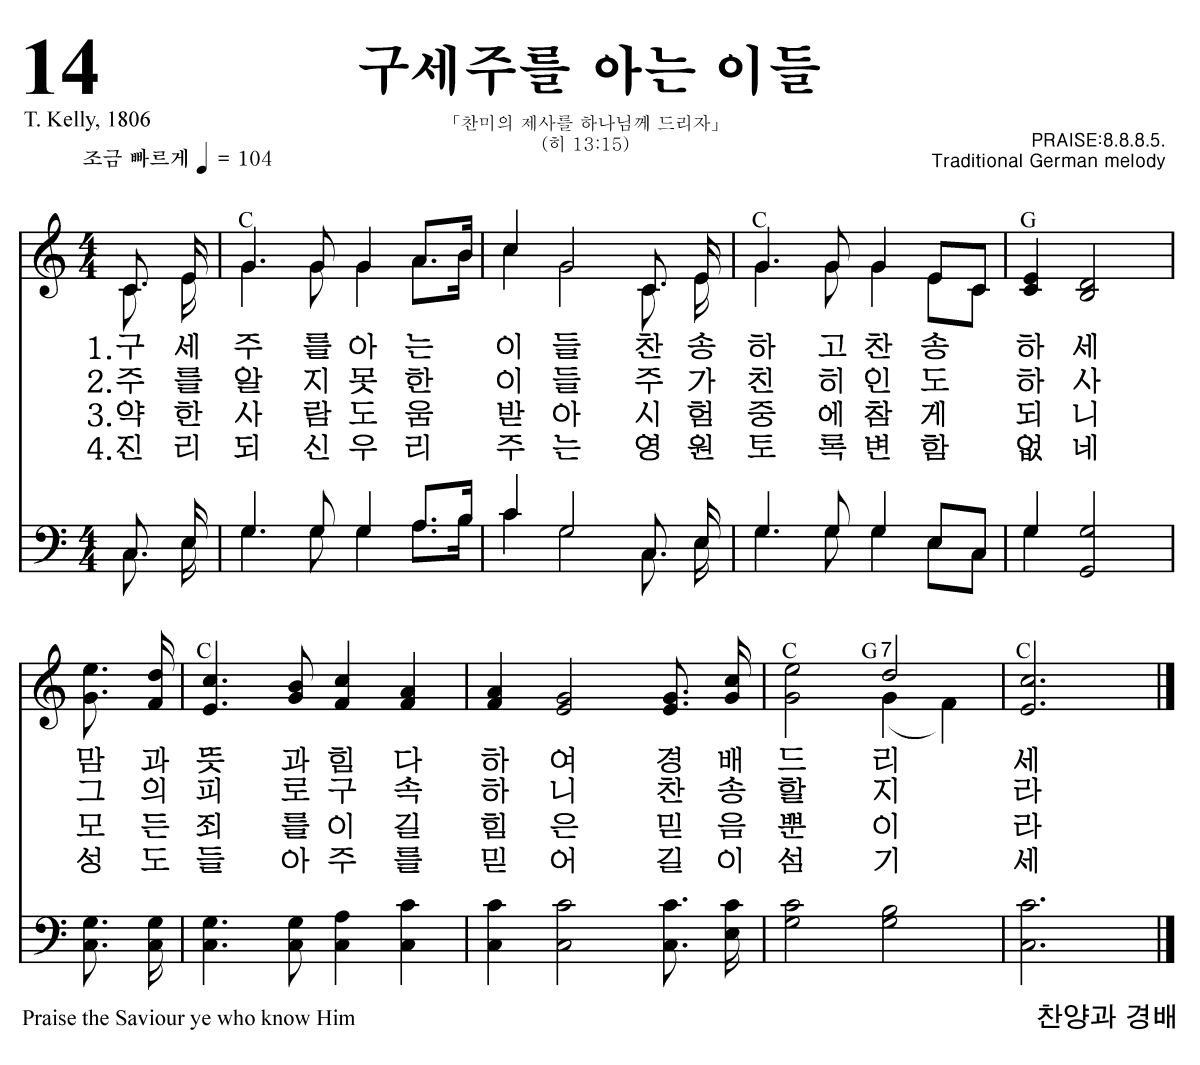 14
구세주를 아는 이들
T. Kelly, 1806
「찬미의 제사를 하나님께 드리자」
(히 13:15)
조금 빠르게 ♩ = 104
PRAISE:8.8.8.5.
Traditional German melody
C C G
4 4
1.구 세 주 를 아 는 이 들 찬 송 하 고 찬 송 하 세
2.주 를 알 지 못 한 이 들 주 가 친 히 인 도 하 사
3.약 한 사 람 도 움 받 아 시 험 중 에 참 게 되 니
4.진 리 되 신 우 리 주 는 영 원 토 록 변 함 없 네
4 4
C C G7 C
맘 과 뜻 과 힘 다 하 여 경 배 드 리 세
그 의 피 로 구 속 하 니 찬 송 할 지 라
모 든 죄 를 이 길 힘 은 믿 음 뿐 이 라
성 도 들 아 주 를 믿 어 길 이 섬 기 세
Praise the Saviour ye who know Him
찬양과 경배